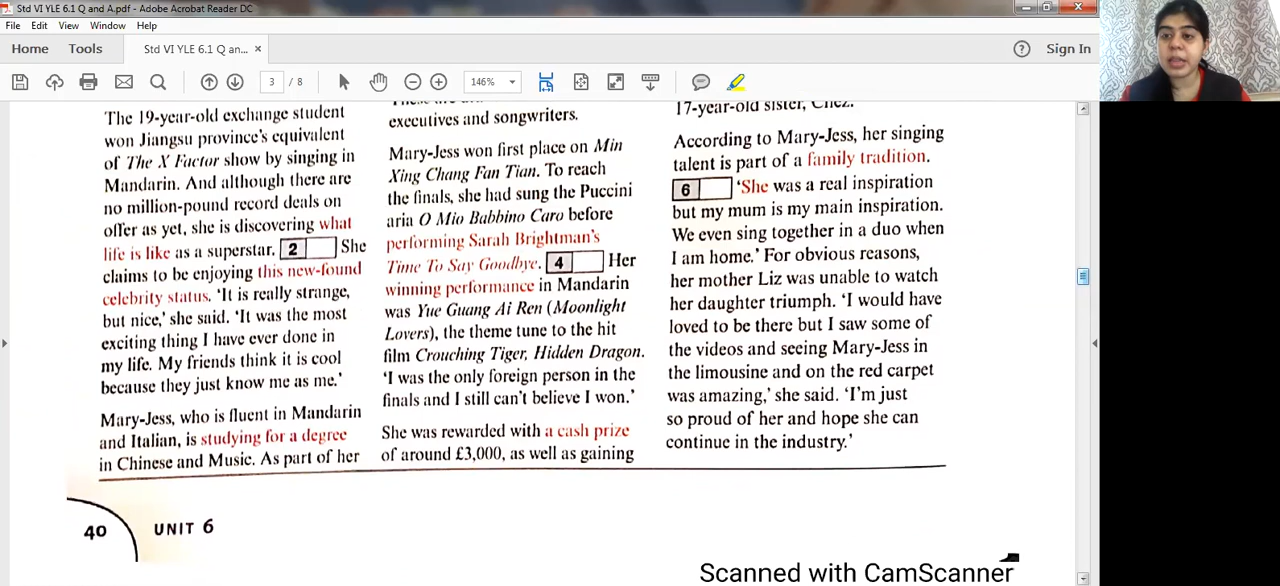 Std VI YLE 6.1 Q and A.pdf - Adobe Acrobat Reader DC
File Edit View Window Help
Home Tools Std VI YLE 6.1 Q an... × Sign In
3 / 8 146%
The 19-year-old exchange student
won Jiangsu province's equivalent
of The X Factor show by singing in
Mandarin. And although there are
no million-pound record deals on
offer as yet, she is discovering what
life is like as a superstar. 2 She
claims to be enjoying this new-found
celebrity status. 'It is really strange,
but nice,' she said. 'It was the most
exciting thing I have ever done in
my life. My friends think it is cool
because they just know me as me.'
Mary-Jess, who is fluent in Mandarin
and Italian, is studying for a degree
in Chinese and Music. As part of her
executives and songwriters.
Mary-Jess won first place on Min
Xing Chang Fan Tian. To reach
the finals, she had sung the Puccini
aria O Mio Babbino Caro before
performing Sarah Brightman's
Time To Say Goodbye. 4 Her
winning performance in Mandarin
was Yue Guang Ai Ren (Moonlight
Lovers), the theme tune to the hit
film Crouching Tiger, Hidden Dragon.
'I was the only foreign person in the
finals and I still can't believe I won.'
She was rewarded with a cash prize
of around £3,000, as well as gaining
17-year-old sister, Chez.
According to Mary-Jess, her singing
talent is part of a family tradition.
6 'She was a real inspiration
but my mum is my main inspiration.
We even sing together in a duo when
I am home.' For obvious reasons,
her mother Liz was unable to watch
her daughter triumph. 'I would have
loved to be there but I saw some of
the videos and seeing Mary-Jess in
the limousine and on the red carpet
was amazing,' she said. 'I'm just
so proud of her and hope she can
continue in the industry.'
40 UNIT 6
Scanned with CamScanner